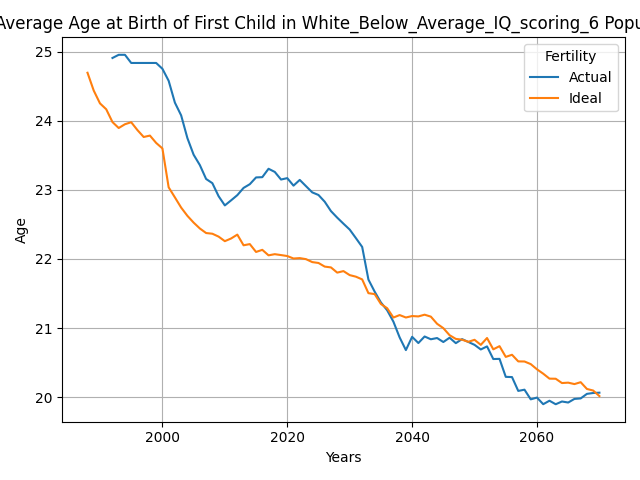 Average Age at Birth of First Child in White_Below_Average_IQ_scoring_6
Fertility
Actual
Ideal
Age
25
24
23
22
21
20
2000 2020 2040 2060
Years